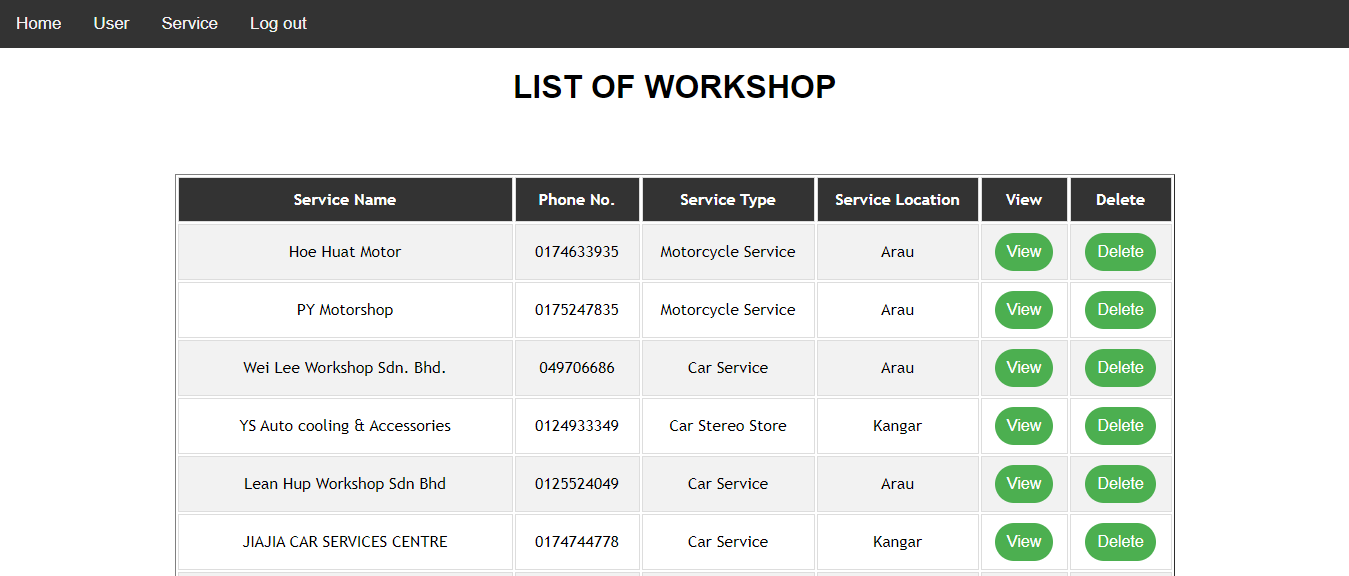 Home User Service Log out
LIST OF WORKSHOP
Service Name Phone No. Service Type Service Location View Delete
Hoe Huat Motor 0174633935 Motorcycle Service Arau View Delete
PY Motorshop 0175247835 Motorcycle Service Arau View Delete
Wei Lee Workshop Sdn. Bhd. 049706686 Car Service Arau View Delete
YS Auto cooling & Accessories 0124933349 Car Stereo Store Kangar View Delete
Lean Hup Workshop Sdn Bhd 0125524049 Car Service Arau View Delete
JIAJIA CAR SERVICES CENTRE 0174744778 Car Service Kangar View Delete